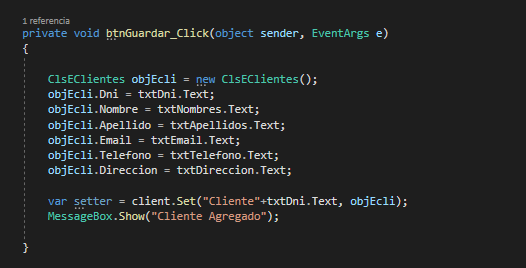 1 referencia
private void btnGuardar_Click(object sender, EventArgs e)
{
ClsEClientes objEcli = new ClsEClientes();
objEcli.Dni = txtDni.Text;
objEcli.Nombre = txtNombres.Text;
objEcli.Apellido = txtApellidos.Text;
objEcli.Email = txtEmail.Text;
objEcli.Telefono = txtTelefono.Text;
objEcli.Direccion = txtDireccion.Text;
var setter = client.Set("Cliente"+txtDni.Text, objEcli);
MessageBox.Show("Cliente Agregado");
}